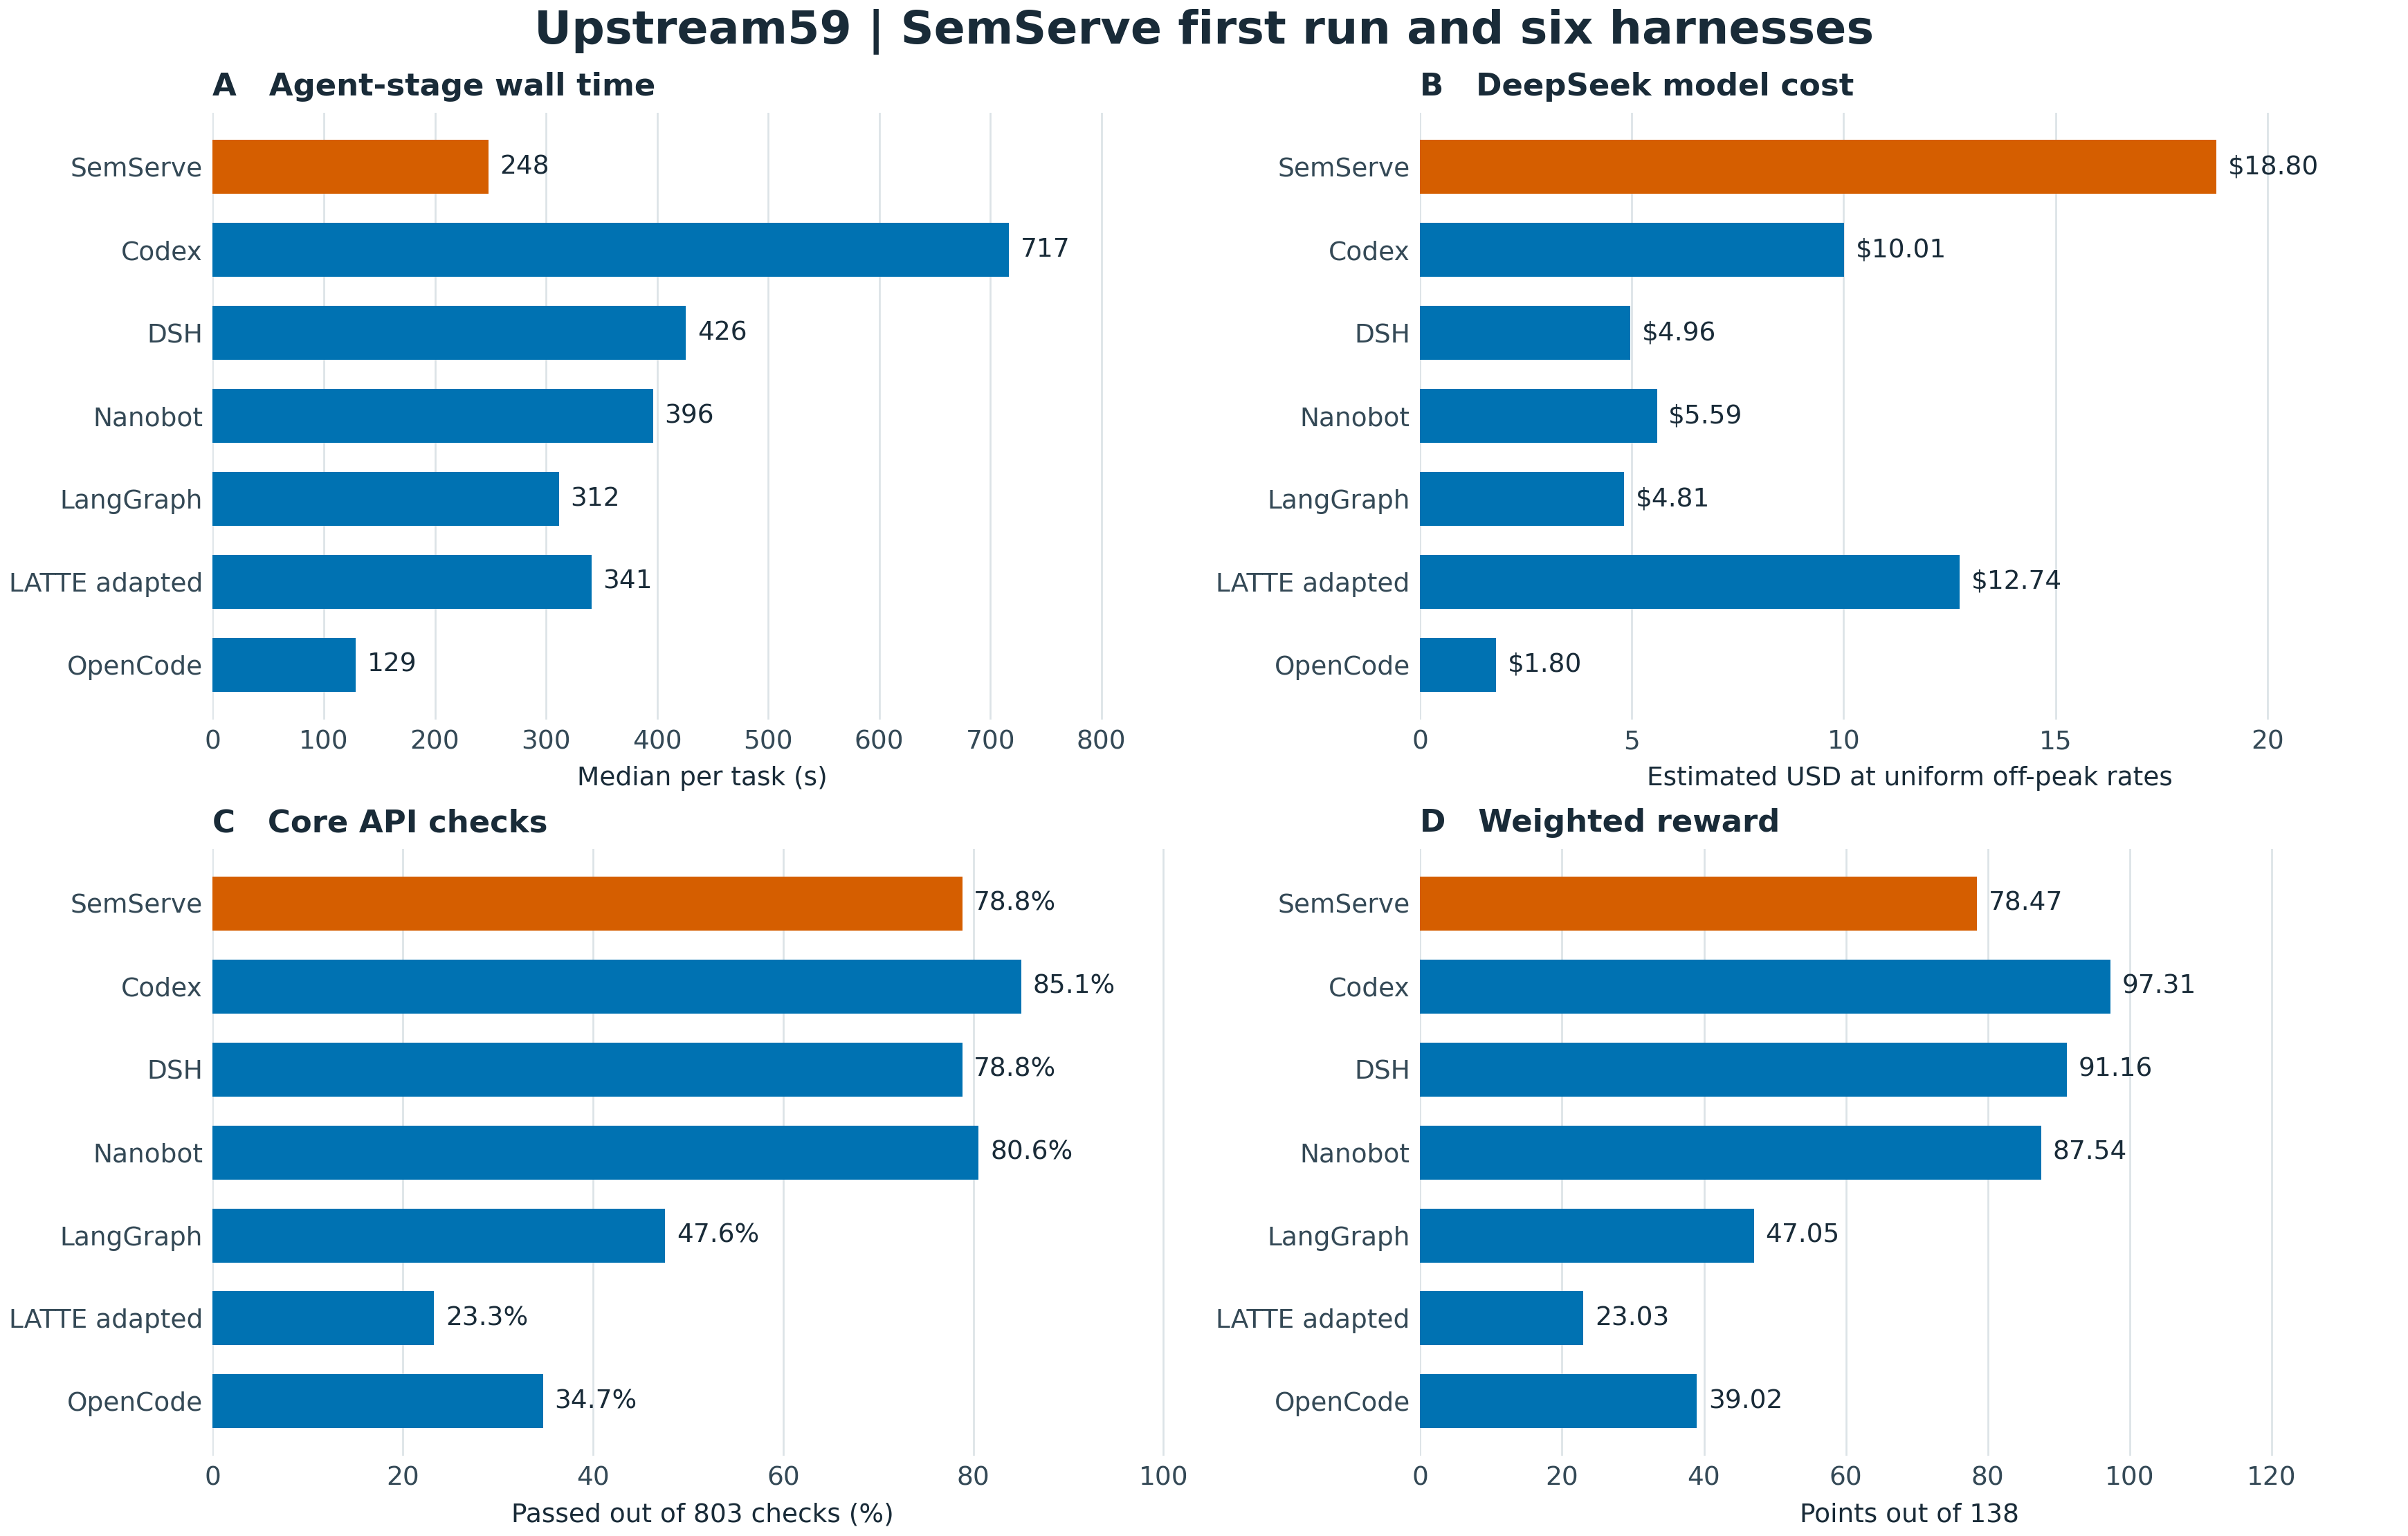 Upstream59 | SemServe first run and six harnesses
A Agent-stage wall time
SemServe 248
Codex 717
DSH 426
Nanobot 396
LangGraph 312
LATTE adapted 341
OpenCode 129
0 100 200 300 400 500 600 700 800
Median per task (s)
B DeepSeek model cost
SemServe $18.80
Codex $10.01
DSH $4.96
Nanobot $5.59
LangGraph $4.81
LATTE adapted $12.74
OpenCode $1.80
0 5 10 15 20
Estimated USD at uniform off-peak rates
C Core API checks
SemServe 78.8%
Codex 85.1%
DSH 78.8%
Nanobot 80.6%
LangGraph 47.6%
LATTE adapted 23.3%
OpenCode 34.7%
0 20 40 60 80 100
Passed out of 803 checks (%)
D Weighted reward
SemServe 78.47
Codex 97.31
DSH 91.16
Nanobot 87.54
LangGraph 47.05
LATTE adapted 23.03
OpenCode 39.02
0 20 40 60 80 100 120
Points out of 138